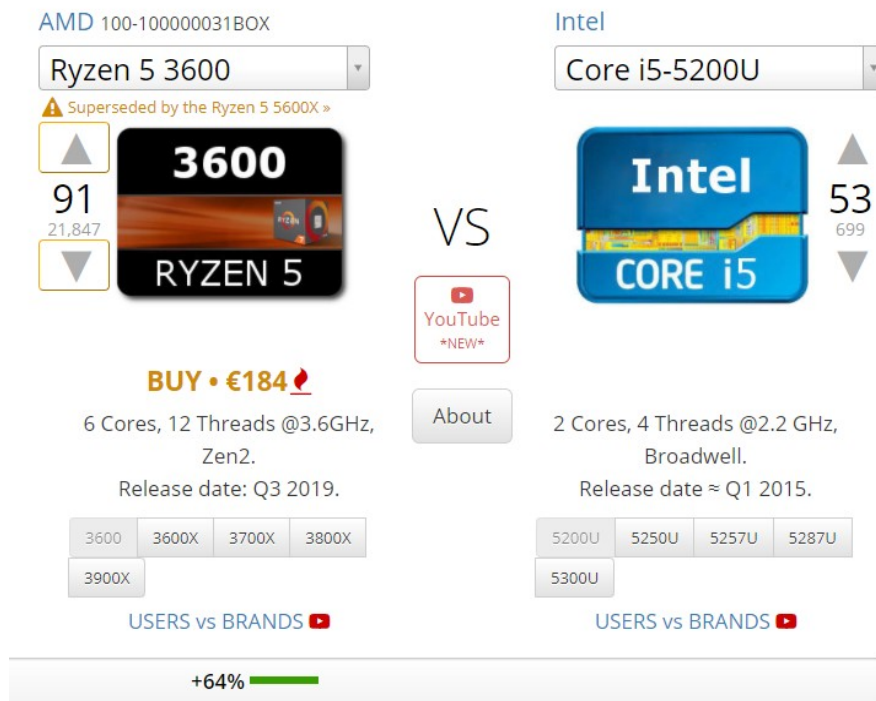 AMD 100-100000031BOX
Ryzen 5 3600
Superseded by the Ryzen 5 5600X »
91
21,847
3600
RYZEN 5
BUY • €184
6 Cores, 12 Threads @3.6GHz,
Zen2.
Release date: Q3 2019.
3600 3600X 3700X 3800X
3900X
USERS vs BRANDS
VS
YouTube
*NEW*
About
Intel
Core i5-5200U
Intel
CORE i5
53
699
2 Cores, 4 Threads @2.2 GHz,
Broadwell.
Release date ≈ Q1 2015.
5200U 5250U 5257U 5287U
5300U
USERS vs BRANDS
+64%